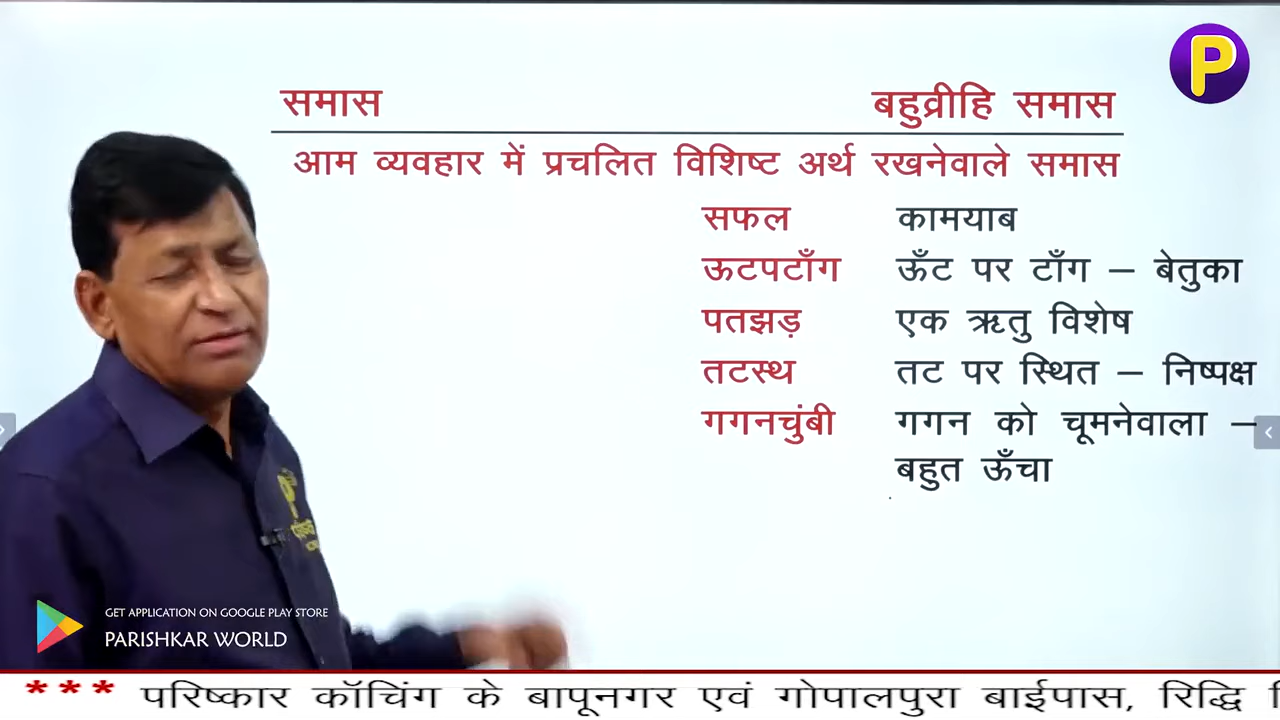 P
समास बहुव्रीहि समास
आम व्यवहार में प्रचलित विशिष्ट अर्थ रखनेवाले समास
सफल कामयाब
ऊटपटाँग ऊँट पर टाँग – बेतुका
पतझड़ एक ऋतु विशेष
तटस्थ तट पर स्थित – निष्पक्ष
गगनचुंबी गगन को चूमनेवाला –
बहुत ऊँचा
GET APPLICATION ON GOOGLE PLAY STORE
PARISHKAR WORLD
*** परिष्कार कॉचिंग के बापूनगर एवं गोपालपुरा बाईपास, रिद्धि